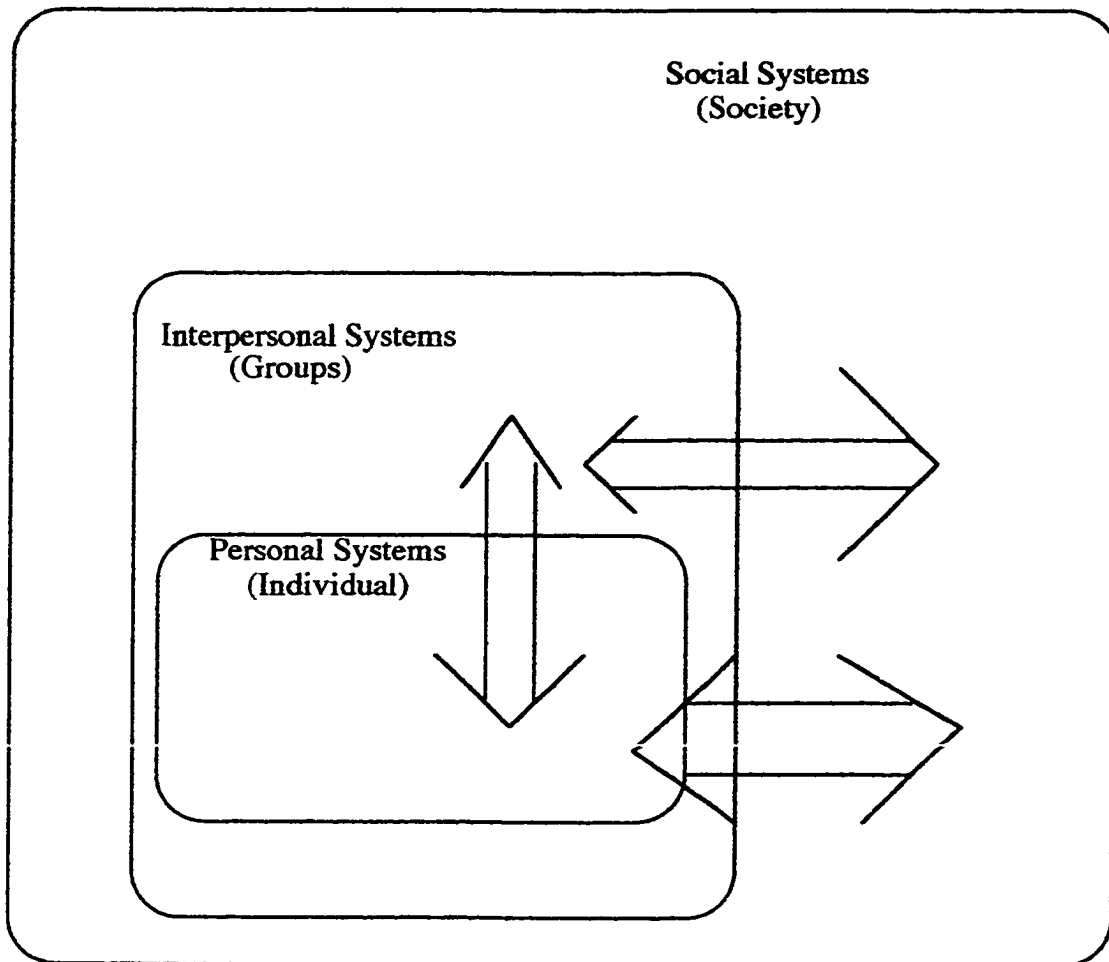 Social Systems
(Society)
Interpersonal Systems
(Groups)
Personal Systems
(Individual)